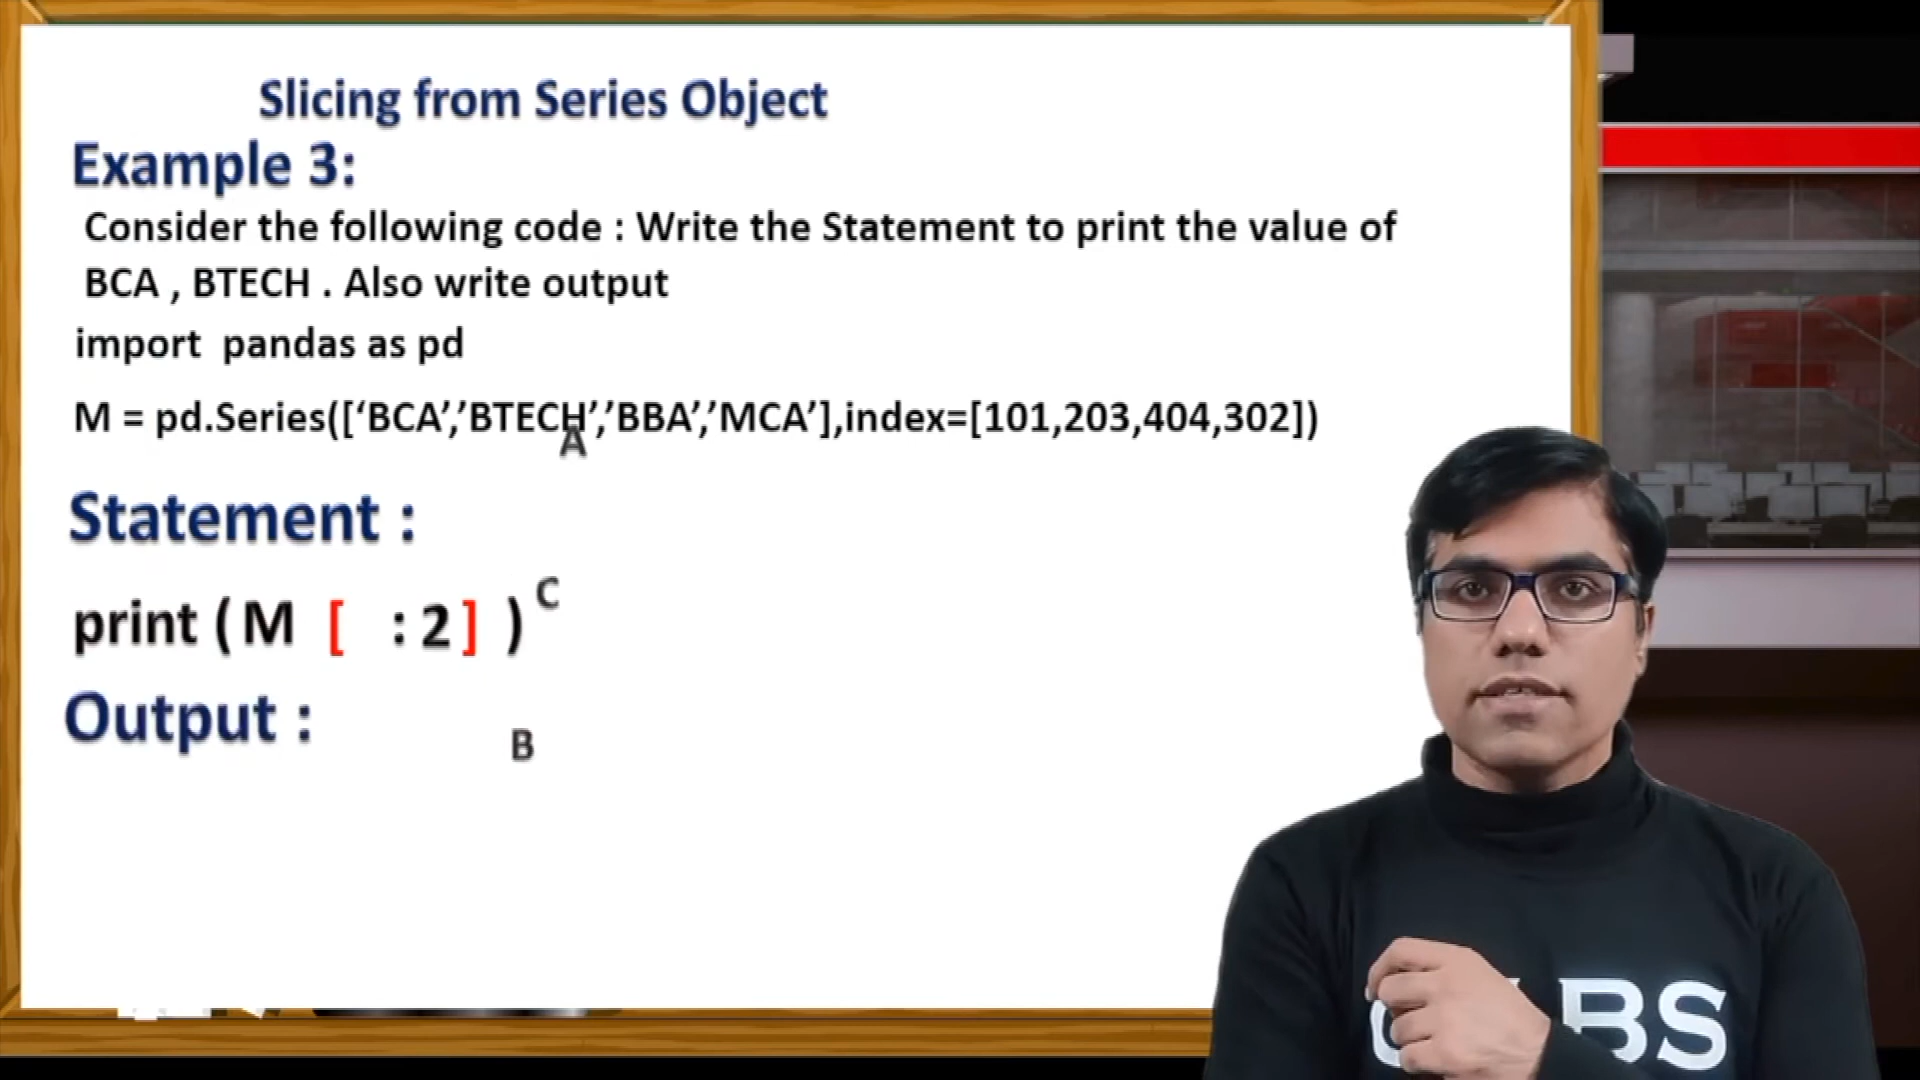 Slicing from Series Object
Example 3:
Consider the following code : Write the Statement to print the value of
BCA , BTECH . Also write output
import pandas as pd
M = pd.Series([‘BCA’,’BTECH’,’BBA’,’MCA’],index=[101,203,404,302])
A
Statement :
print ( M [ : 2 ] )
C
Output :
B
BS